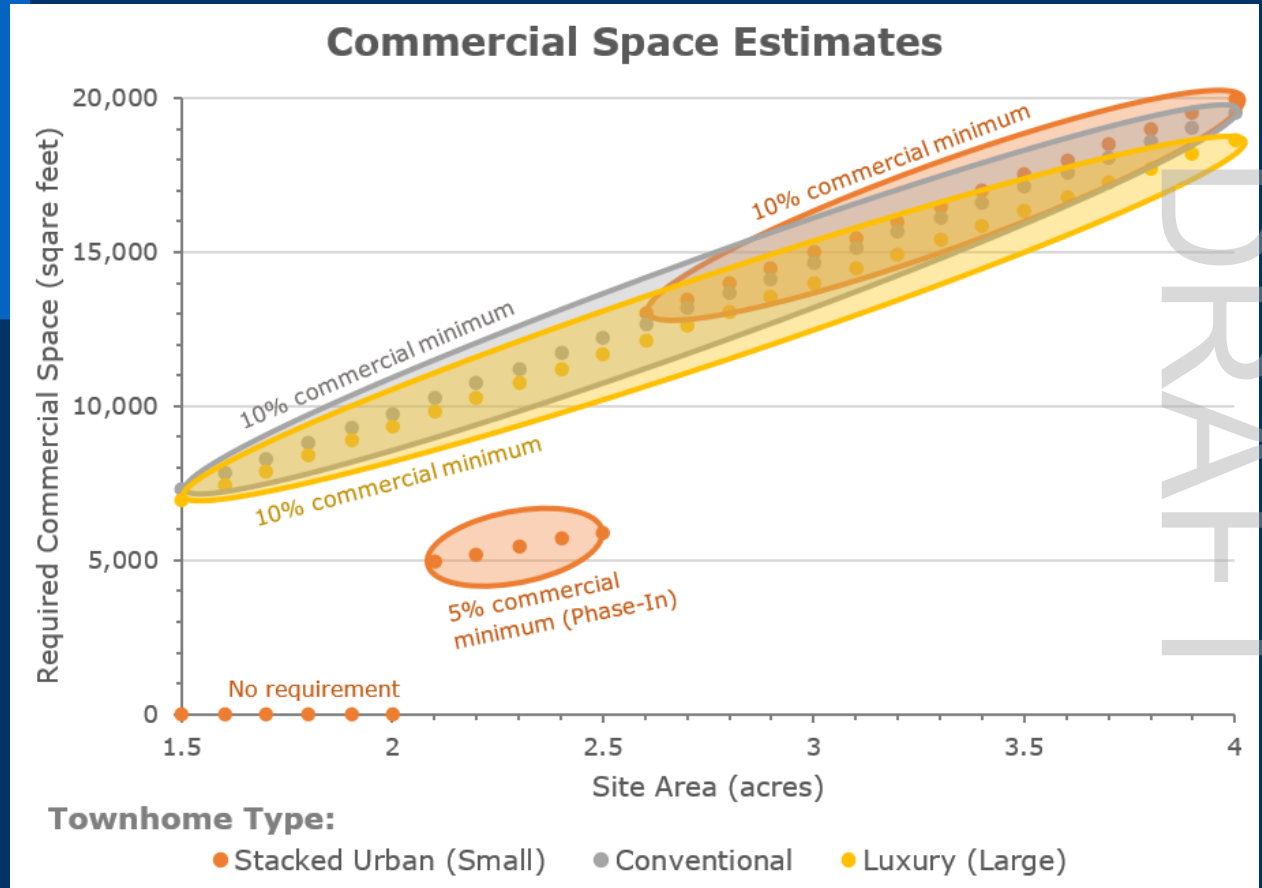 Commercial Space Estimates
Required Commercial Space (sqare feet)
20,000
15,000
10,000
5,000
0
10% commercial minimum
10% commercial minimum
10% commercial minimum
5% commercial
minimum (Phase-In)
No requirement
1.5
2
2.5
3
3.5
4
Site Area (acres)
Townhome Type:
Stacked Urban (Small)
Conventional
Luxury (Large)
DRAFT